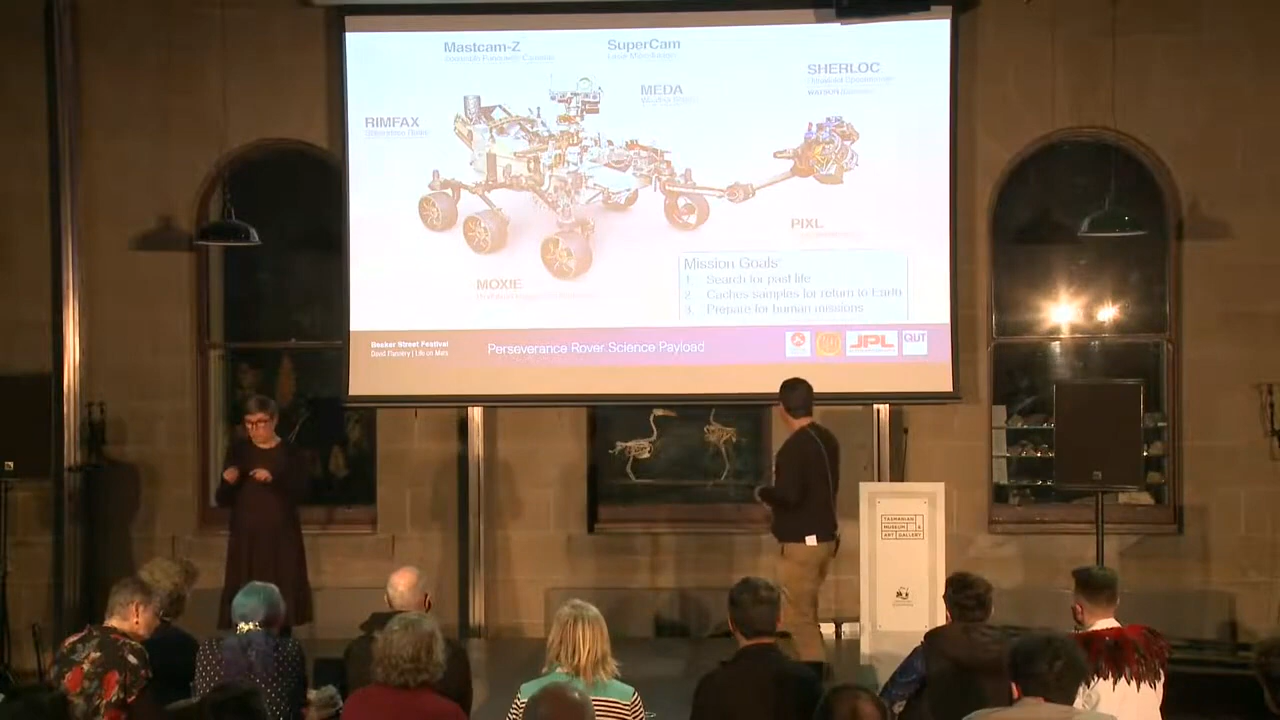 Mastcam-Z
SuperCam
SHERLOC
MEDA
RIMFAX
PIXL
MOXIE
Mission Goals
1. Search for past life
2. Caches samples for return to Earth
3. Prepare for human missions
Beaker Street Festival
David Flannery | Life on Mars
Perseverance Rover Science Payload
JPL
QUT
TASMANIAN
MUSEUM &
ART GALLERY